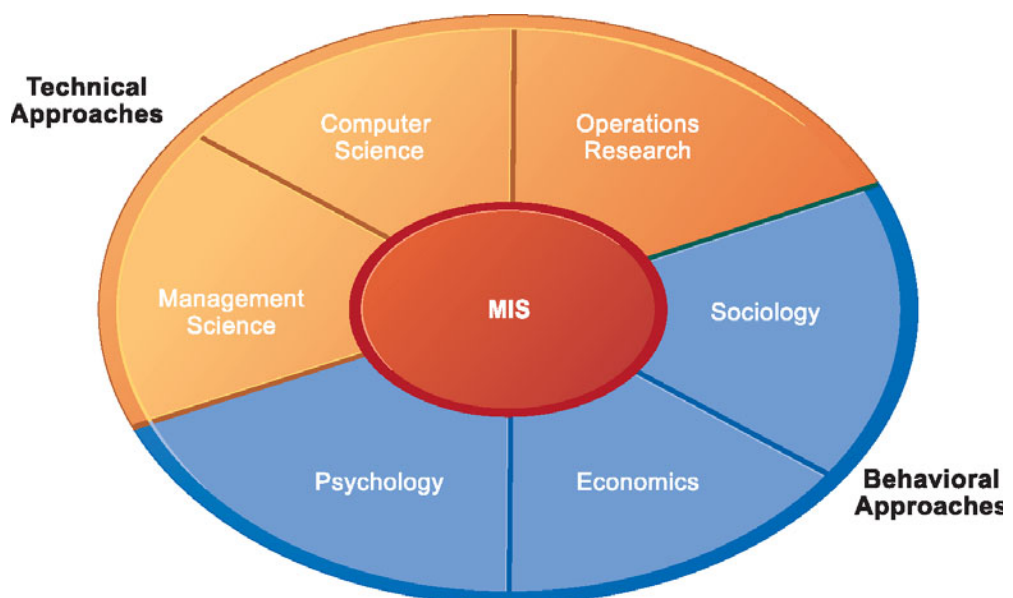 Technical
Approaches
Computer
Science
Operations
Research
Management
Science
MIS
Sociology
Psychology
Economics
Behavioral
Approaches